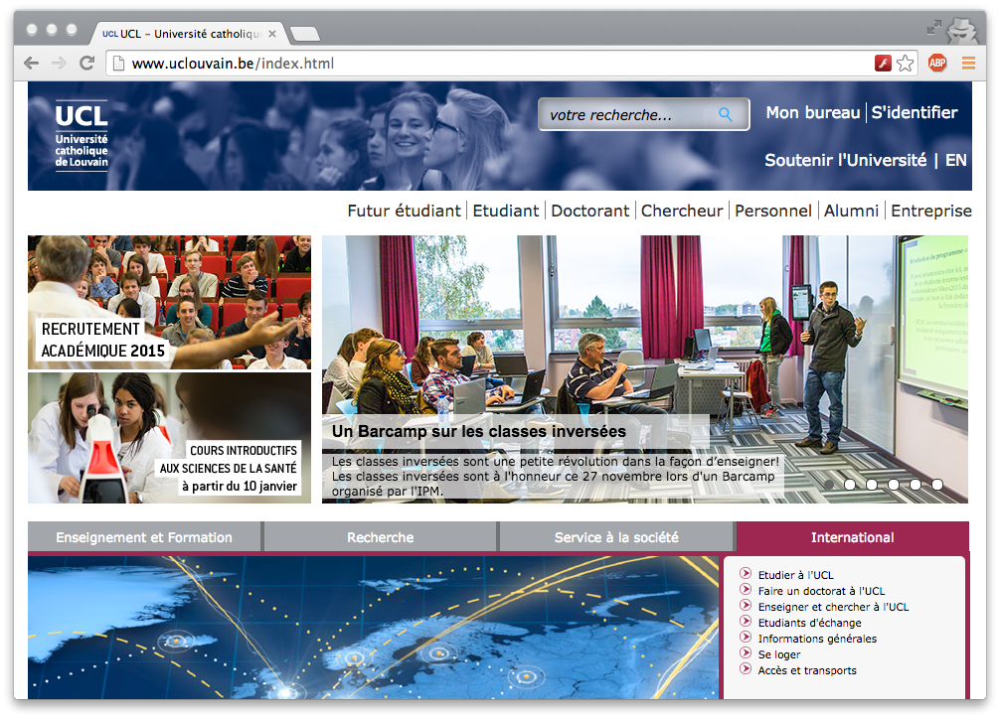 UCL UCL - Université catholiqu
www.uclouvain.be/index.html
ABP
UCL
Université
catholique
de Louvain
votre recherche...
Mon bureau | S'identifier
Soutenir l'Université | EN
Futur étudiant | Etudiant | Doctorant | Chercheur | Personnel | Alumni | Entreprise
RECRUTEMENT
ACADÉMIQUE 2015
COURS INTRODUCTIFS
AUX SCIENCES DE LA SANTÉ
à partir du 10 janvier
Un Barcamp sur les classes inversées
Les classes inversées sont une petite révolution dans la façon d'enseigner!
Les classes inversées sont à l'honneur ce 27 novembre lors d'un Barcamp
organisé par l'IPM.
Enseignement et Formation
Recherche
Service à la société
International
Etudier à l'UCL
Faire un doctorat à l'UCL
Enseigner et chercher à l'UCL
Etudiants d'échange
Informations générales
Se loger
Accès et transports